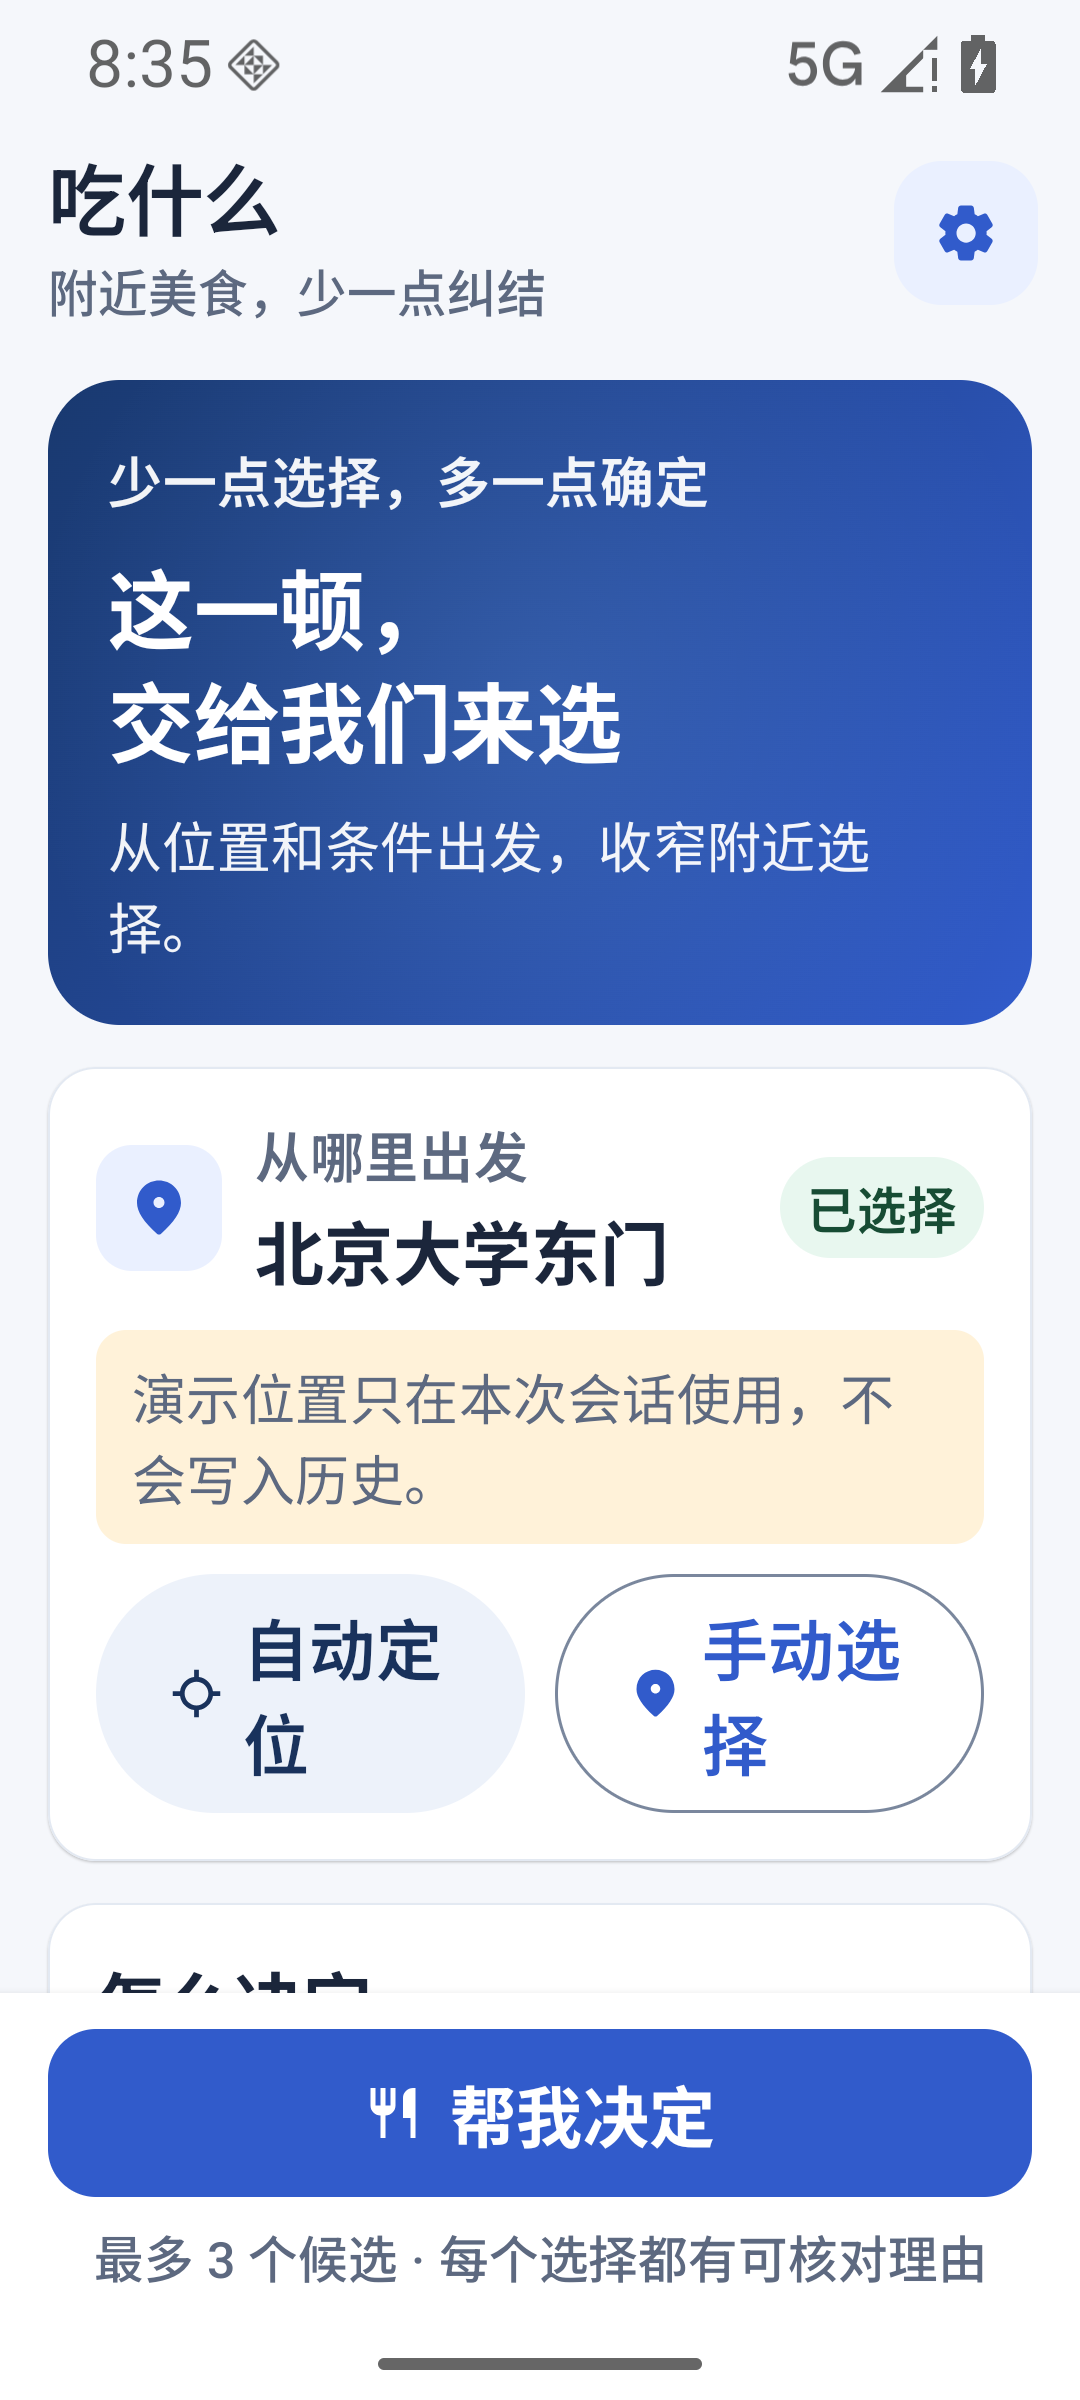 8:35
5G
吃什么
附近美食，少一点纠结
少一点选择，多一点确定
这一顿，
交给我们来选
从位置和条件出发，收窄附近选
择。
从哪里出发
北京大学东门
已选择
演示位置只在本次会话使用，不
会写入历史。
自动定
位
手动选
择
怎么决定
帮我决定
最多 3 个候选 · 每个选择都有可核对理由